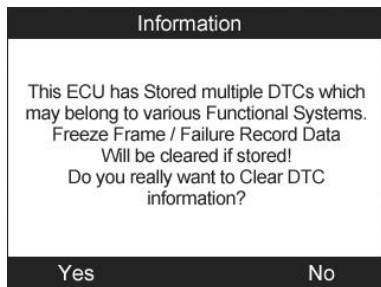 Information
This ECU has Stored multiple DTCs which
may belong to various Functional Systems.
Freeze Frame / Failure Record Data
Will be cleared if stored!
Do you really want to Clear DTC
information?
Yes No